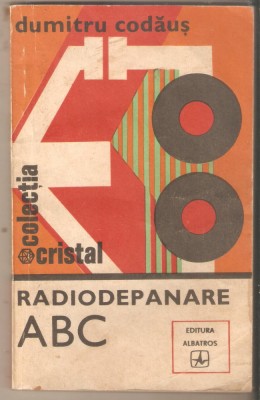 dumitru codăuș
colecția
cristal
RADIODEPANARE
ABC
EDITURA
ALBATROS